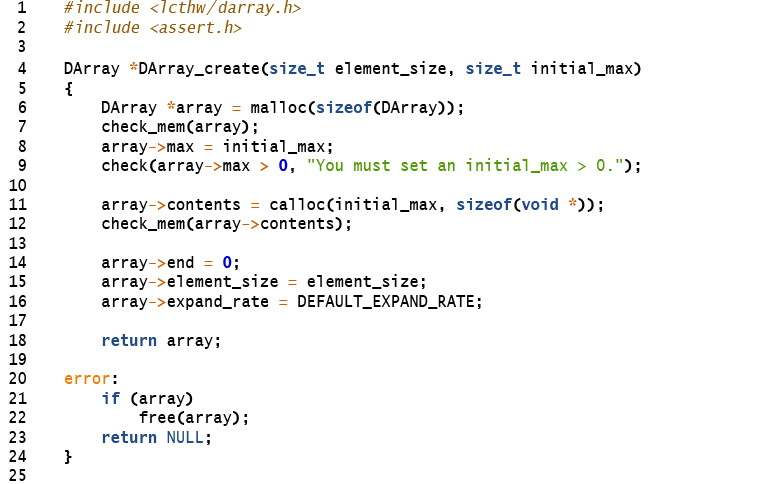 1 #include <lcthw/darray.h>
2 #include <assert.h>
3
4 DArray *DArray_create(size_t element_size, size_t initial_max)
5 {
6     DArray *array = malloc(sizeof(DArray));
7     check_mem(array);
8     array->max = initial_max;
9     check(array->max > 0, "You must set an initial_max > 0.");
10
11     array->contents = calloc(initial_max, sizeof(void *));
12     check_mem(array->contents);
13
14     array->end = 0;
15     array->element_size = element_size;
16     array->expand_rate = DEFAULT_EXPAND_RATE;
17
18     return array;
19
20 error:
21     if (array)
22         free(array);
23     return NULL;
24 }
25